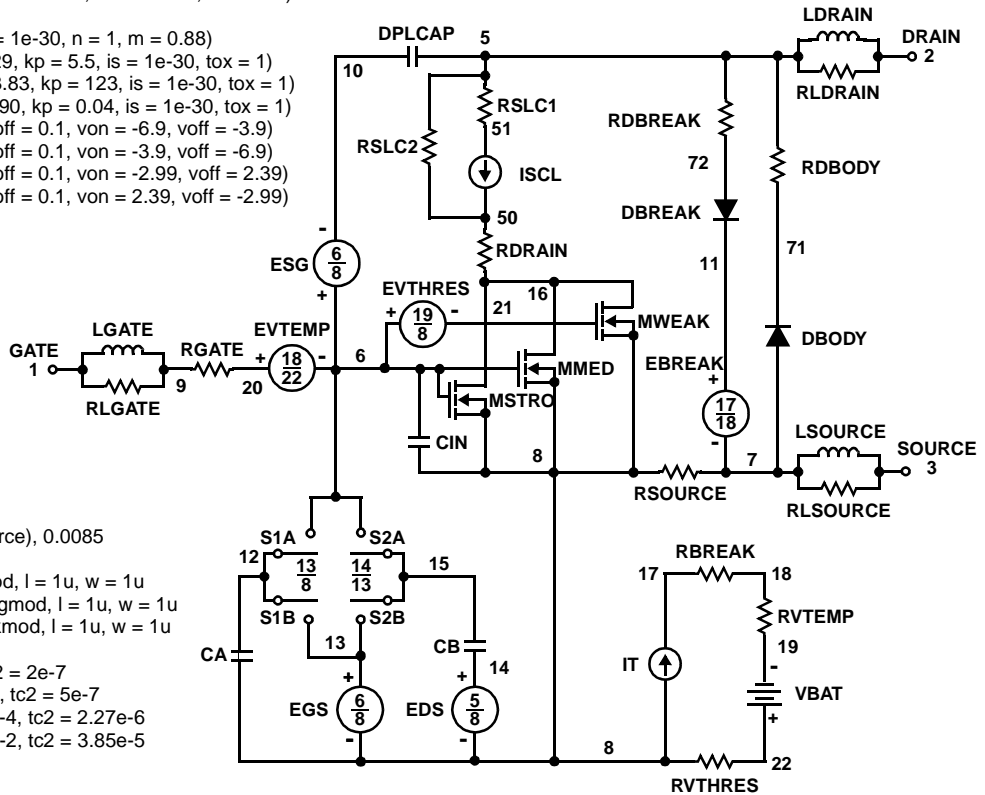 = 1e-30, n = 1, m = 0.88)
29, kp = 5.5, is = 1e-30, tox = 1)
3.83, kp = 123, is = 1e-30, tox = 1)
90, kp = 0.04, is = 1e-30, tox = 1)
off = 0.1, von = -6.9, voff = -3.9)
off = 0.1, von = -3.9, voff = -6.9)
off = 0.1, von = -2.99, voff = 2.39)
off = 0.1, von = 2.39, voff = -2.99)
LDRAIN
DPLCAP
5
DRAIN
2
10
RLDRAIN
RSLC1
51
RDBREAK
RSLC2
72
ISCL
RDBODY
DBREAK
50
-
RDRAIN
71
ESG
6
8
11
+
EVTHRES
16
21
+
19
8
-
MWEAK
LGATE
EVTEMP
GATE
1
RGATE
+
18
22
-
6
MMED
DBODY
EBREAK
9
20
MSTRO
+
17
18
RLGATE
-
LSOURCE
CIN
8
7
SOURCE
3
RSOURCE
RLSOURCE
rce), 0.0085
S1A
S2A
12
13
8
14
13
15
RBREAK
17
18
od, l = 1u, w = 1u
gmod, l = 1u, w = 1u
kmod, l = 1u, w = 1u
S1B
S2B
RVTEMP
13
CB
19
CA
14
IT
-
2 = 2e-7
, tc2 = 5e-7
-4, tc2 = 2.27e-6
-2, tc2 = 3.85e-5
+
+
VBAT
EGS
6
8
EDS
5
8
+
-
-
8
22
RVTHRES